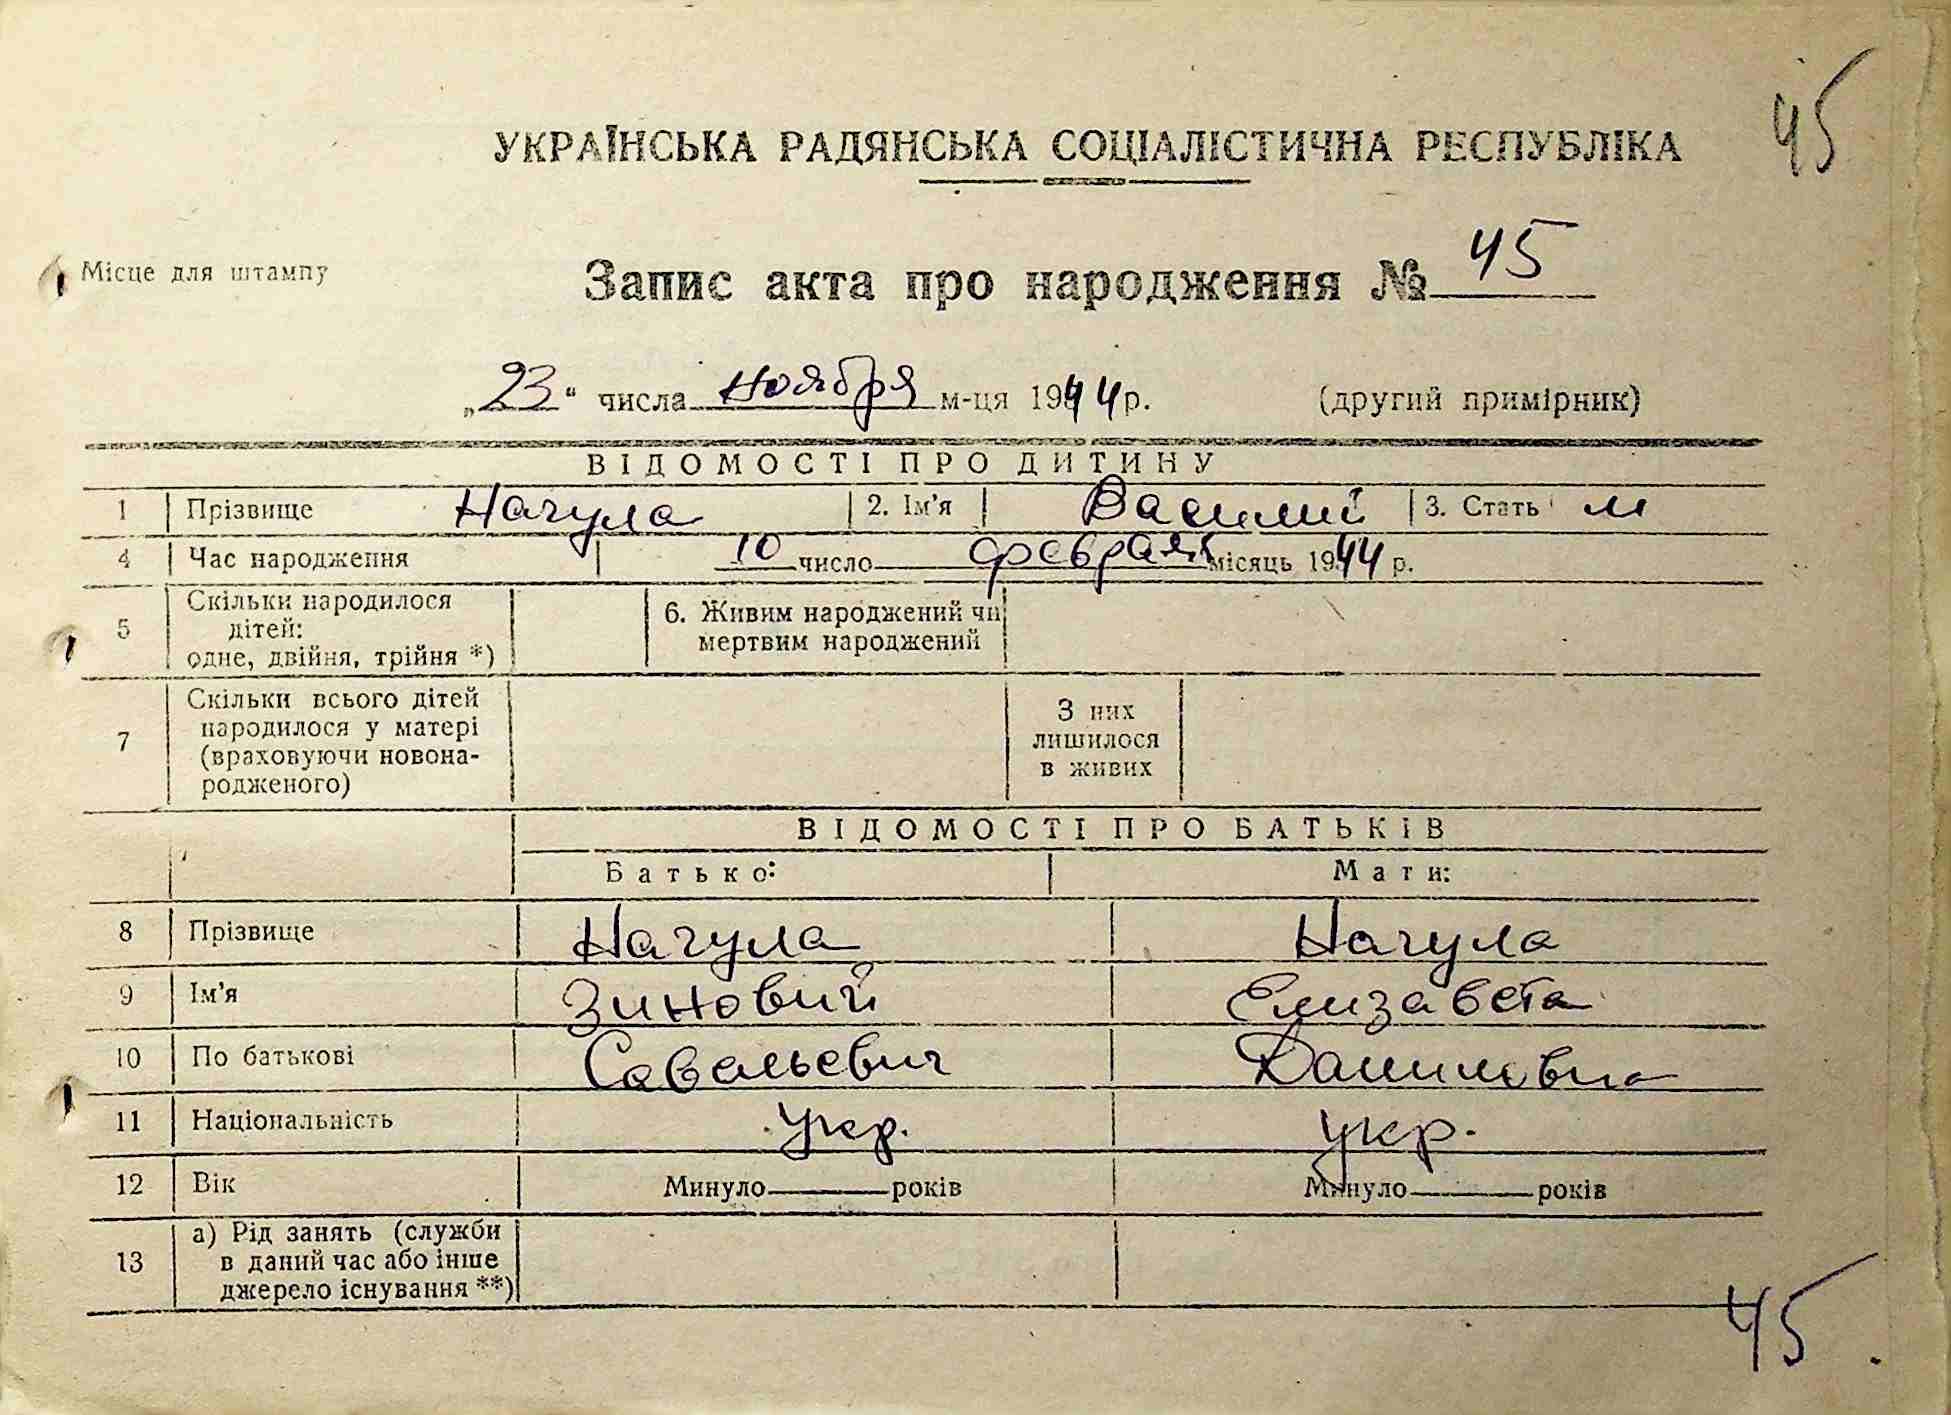 45
УКРАЇНСЬКА РАДЯНСЬКА СОЦІАЛІСТИЧНА РЕСПУБЛІКА
Місце для штампу
Запис акта про народження № 45
„23“ числа ноября м-ця 1944 р. (другий примірник)
ВІДОМОСТІ ПРО ДИТИНУ
1 Прізвище Начула 2. Ім'я Василий 3. Стать м
4 Час народження 10 число февраля місяць 1944 р.
5 Скільки народилося дітей: одне, двійня, трійня *) 6. Живим народжений чи мертвим народжений
7 Скільки всього дітей народилося у матері (враховуючи новонародженого) З них лишилося в живих
ВІДОМОСТІ ПРО БАТЬКІВ
Батько: Мати:
8 Прізвище Начула Начула
9 Ім'я Зиновий Елизавета
10 По батькові Савельевич Даниловна
11 Національність укр. укр.
12 Вік Минуло років Минуло років
13 а) Рід занять (служби в даний час або інше джерело існування **)
45